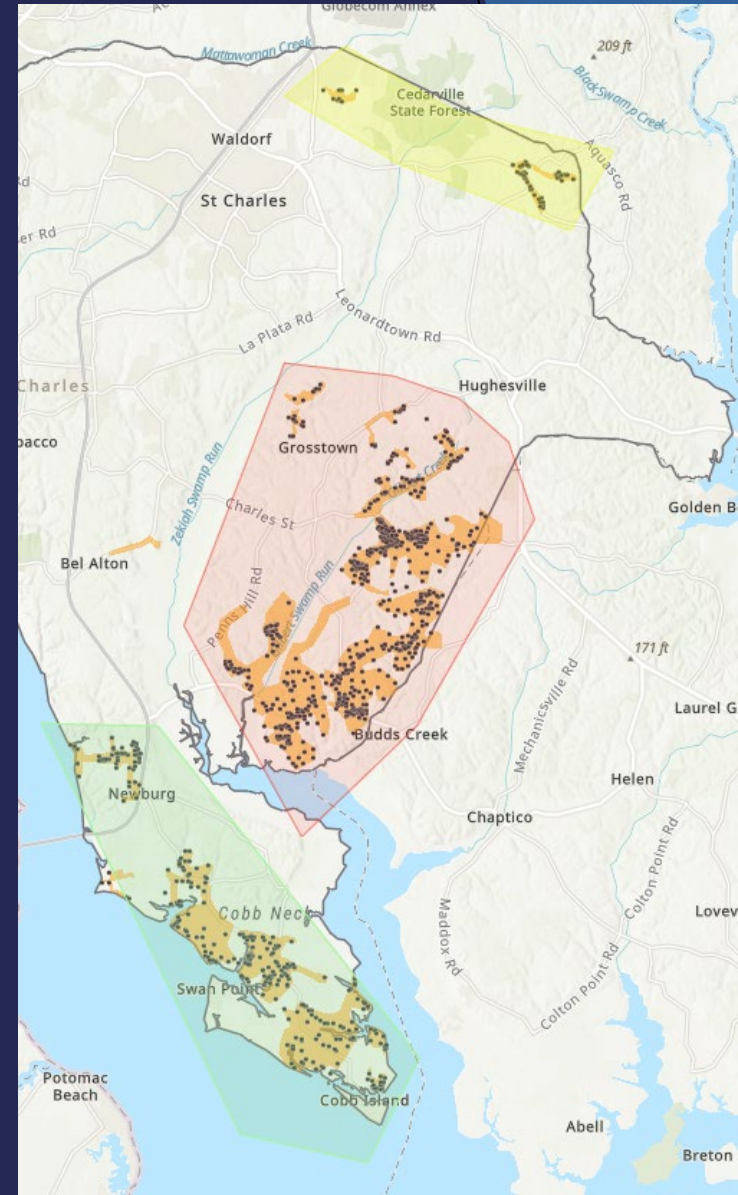 Globecom Annex
Mattawoman Creek
209 ft
Black Swamp Creek
Cedarville
State Forest
Waldorf
Aquasco Rd
St Charles
er Rd
Leonardtown Rd
La Plata Rd
Charles
Hughesville
Grosstown
Zekiah Swamp Run
Charles St
Golden B
Bel Alton
Penns Hill Rd
Swamp Run
171 ft
Mechanicsville Rd
Laurel G
Budds Creek
Helen
Newburg
Chaptico
Colton Point Rd
Cobb Neck
Maddox Rd
Lovev
Swan Point
Colton Point Rd
Potomac
Beach
Cobb Island
Abell
Breton